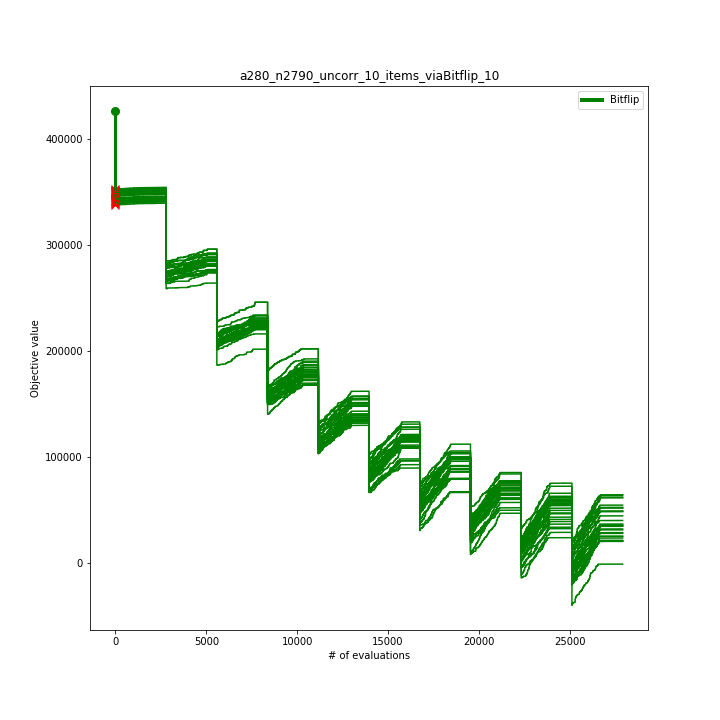 a280_n2790_uncorr_10_items_viaBitflip_10
Bitflip
400000
300000
200000
100000
0
Objective value
0 5000 10000 15000 20000 25000
# of evaluations